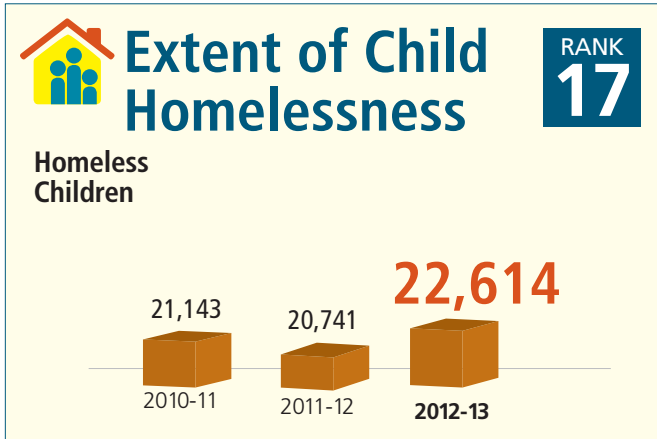 Extent of Child
Homelessness
RANK
17
Homeless
Children
21,143
20,741
22,614
2010-11
2011-12
2012-13